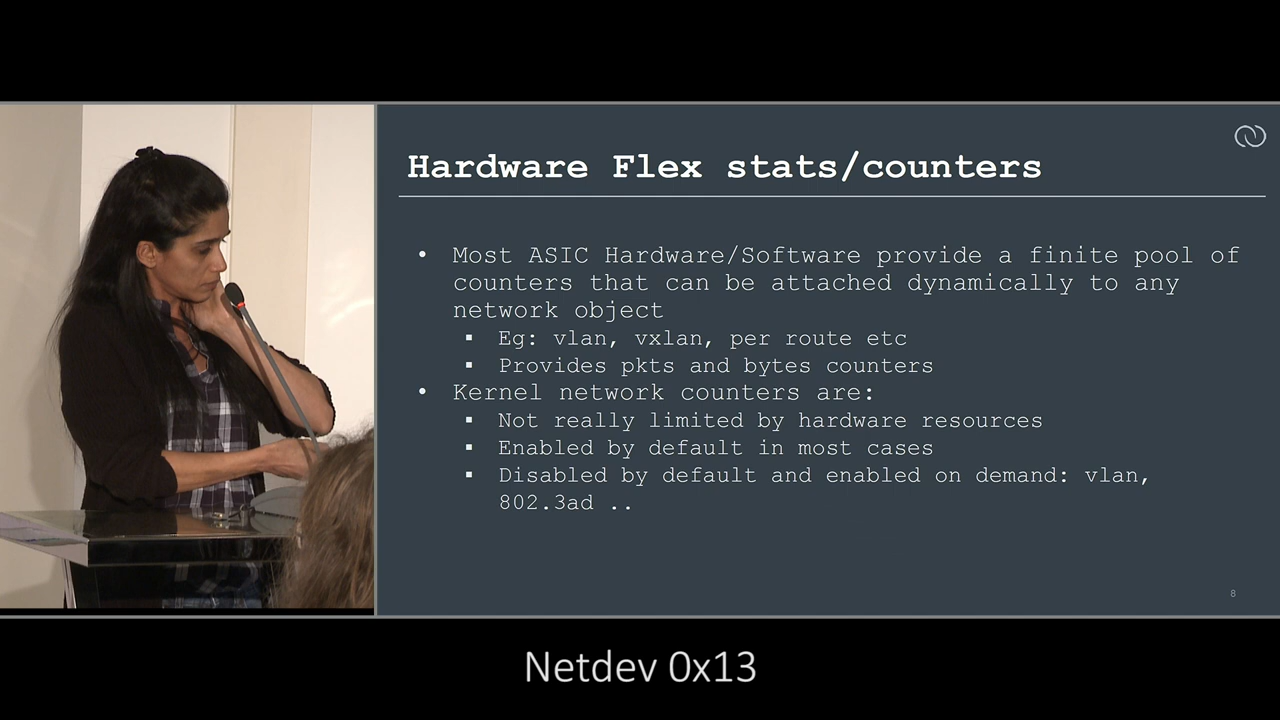 Hardware Flex stats/counters
• Most ASIC Hardware/Software provide a finite pool of
counters that can be attached dynamically to any
network object
▪ Eg: vlan, vxlan, per route etc
▪ Provides pkts and bytes counters
• Kernel network counters are:
▪ Not really limited by hardware resources
▪ Enabled by default in most cases
▪ Disabled by default and enabled on demand: vlan,
802.3ad ..
8
Netdev 0x13